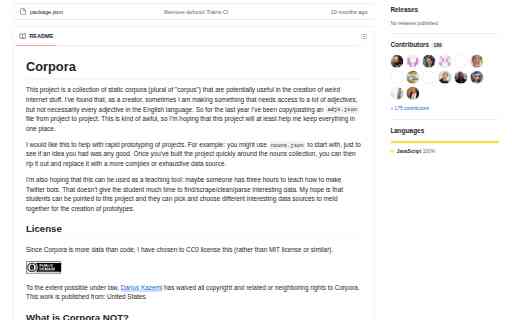 package.json Remove defunct Travis CI 10 months ago
README
Corpora
This project is a collection of static corpora (plural of "corpus") that are potentially useful in the creation of weird
internet stuff. I've found that, as a creator, sometimes I am making something that needs access to a lot of adjectives,
but not necessarily every adjective in the English language. So for the last year I've been copy/pasting an adjs.json
file from project to project. This is kind of awful, so I'm hoping that this project will at least help me keep everything in
one place.
I would like this to help with rapid prototyping of projects. For example: you might use nouns.json to start with, just to
see if an idea you had was any good. Once you've built the project quickly around the nouns collection, you can then
rip it out and replace it with a more complex or exhaustive data source.
I'm also hoping that this can be used as a teaching tool: maybe someone has three hours to teach how to make
Twitter bots. That doesn't give the student much time to find/scrape/clean/parse interesting data. My hope is that
students can be pointed to this project and they can pick and choose different interesting data sources to meld
together for the creation of prototypes.
License
Since Corpora is more data than code, I have chosen to CC0 license this (rather than MIT license or similar).
PUBLIC
DOMAIN
To the extent possible under law, Darius Kazemi has waived all copyright and related or neighboring rights to Corpora.
This work is published from: United States.
What is Corpora NOT?
Releases
No releases published
Contributors
+ 175 contributors
Languages
JavaScript 100%